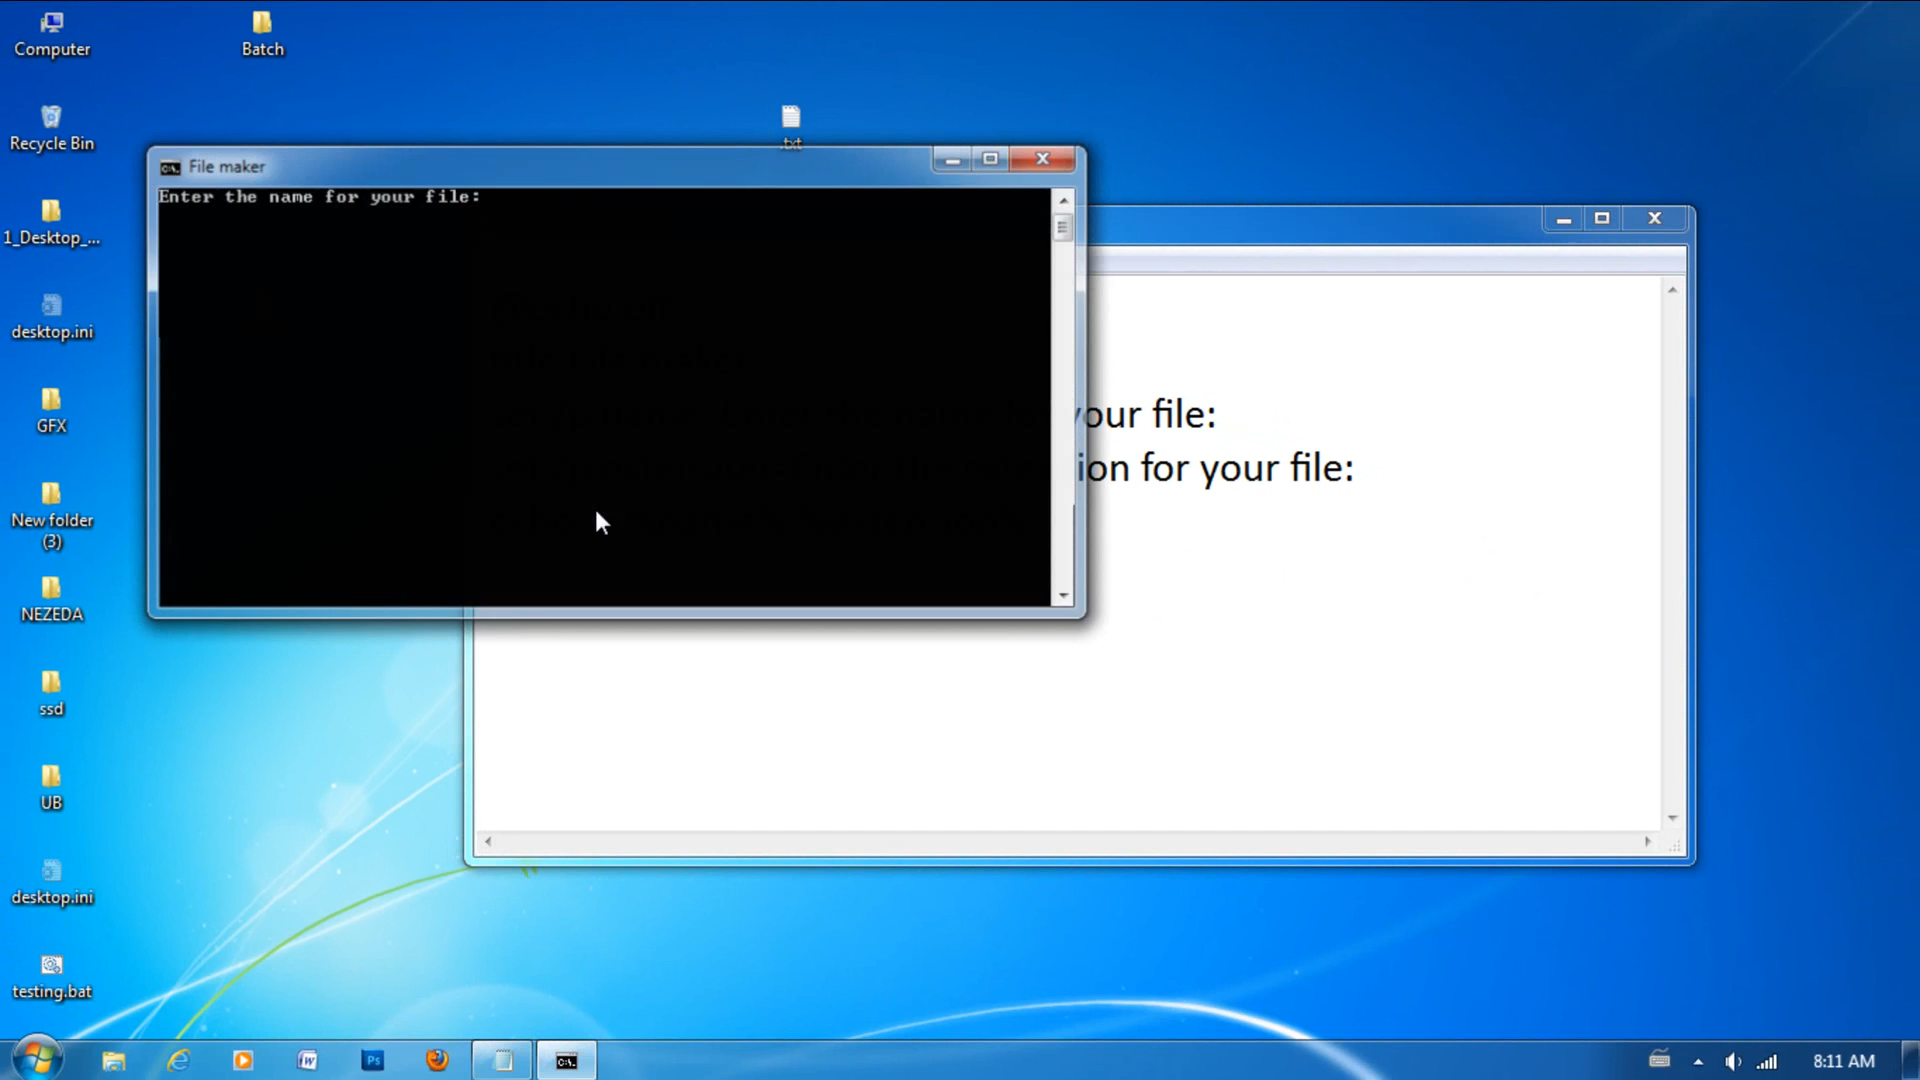 Computer
Batch
Recycle Bin
.txt
File maker
Enter the name for your file:
1_Desktop_...
desktop.ini
your file:
GFX
ion for your file:
New folder
(3)
NEZEDA
ssd
UB
desktop.ini
testing.bat
8:11 AM